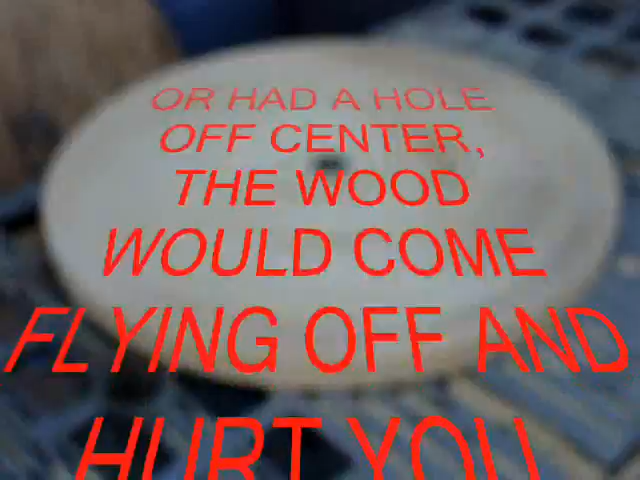 OR HAD A HOLE
OFF CENTER,
THE WOOD
WOULD COME
FLYING OFF AND
HURT YOU